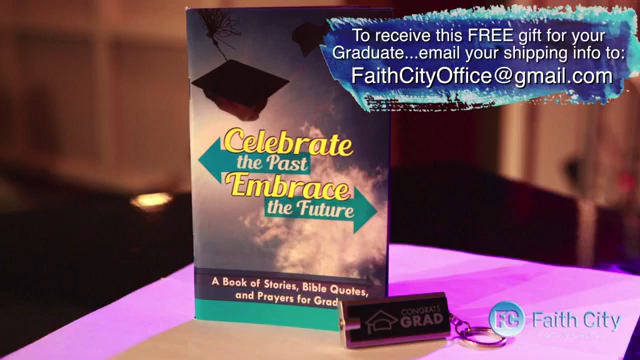 To receive this FREE gift for your
Graduate...email your shipping info to:
FaithCityOffice@gmail.com
Celebrate
the Past
Embrace
the Future
A Book of Stories, Bible Quotes,
and Prayers for
CONGRATS
GRAD
FC Faith City